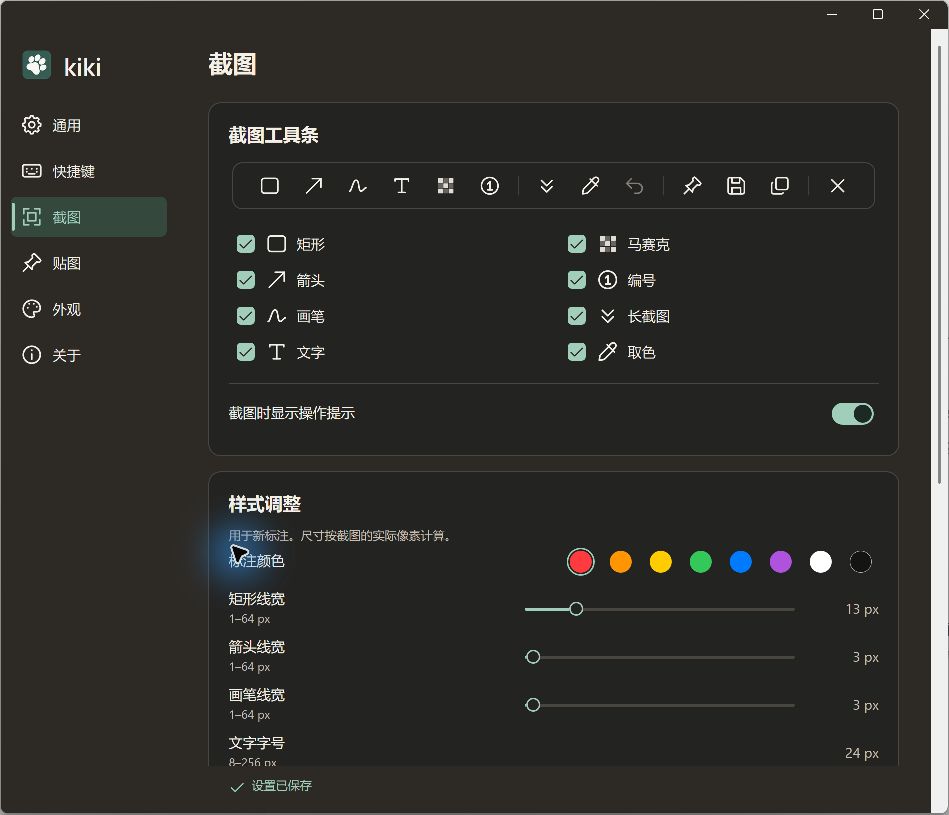 kiki
通用
快捷键
截图
贴图
外观
关于
截图
截图工具条
矩形
马赛克
箭头
编号
画笔
长截图
文字
取色
截图时显示操作提示
样式调整
用于新标注。尺寸按截图的实际像素计算。
标注颜色
矩形线宽
1–64 px
13 px
箭头线宽
1–64 px
3 px
画笔线宽
1–64 px
3 px
文字字号
8–256 px
24 px
设置已保存